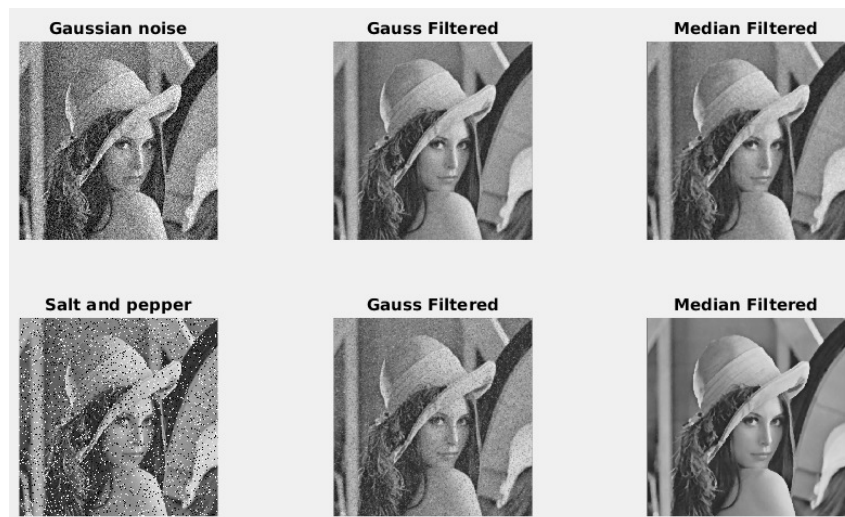 Gaussian noise
Gauss Filtered
Median Filtered
Salt and pepper
Gauss Filtered
Median Filtered